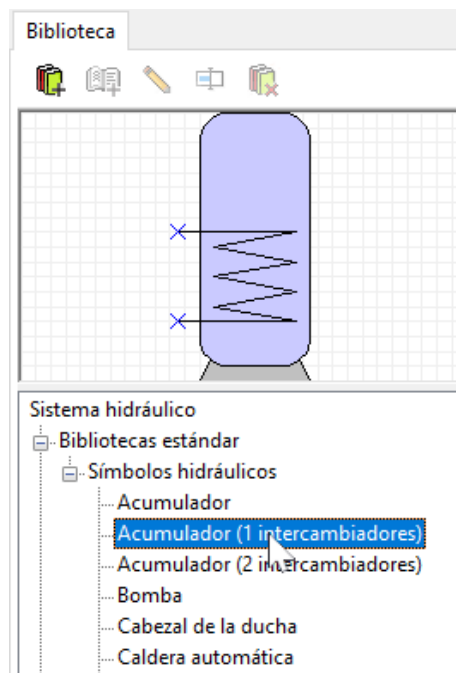 Biblioteca
Sistema hidráulico
Bibliotecas estándar
Símbolos hidráulicos
Acumulador
Acumulador (1 intercambiadores)
Acumulador (2 intercambiadores)
Bomba
Cabezal de la ducha
Caldera automática